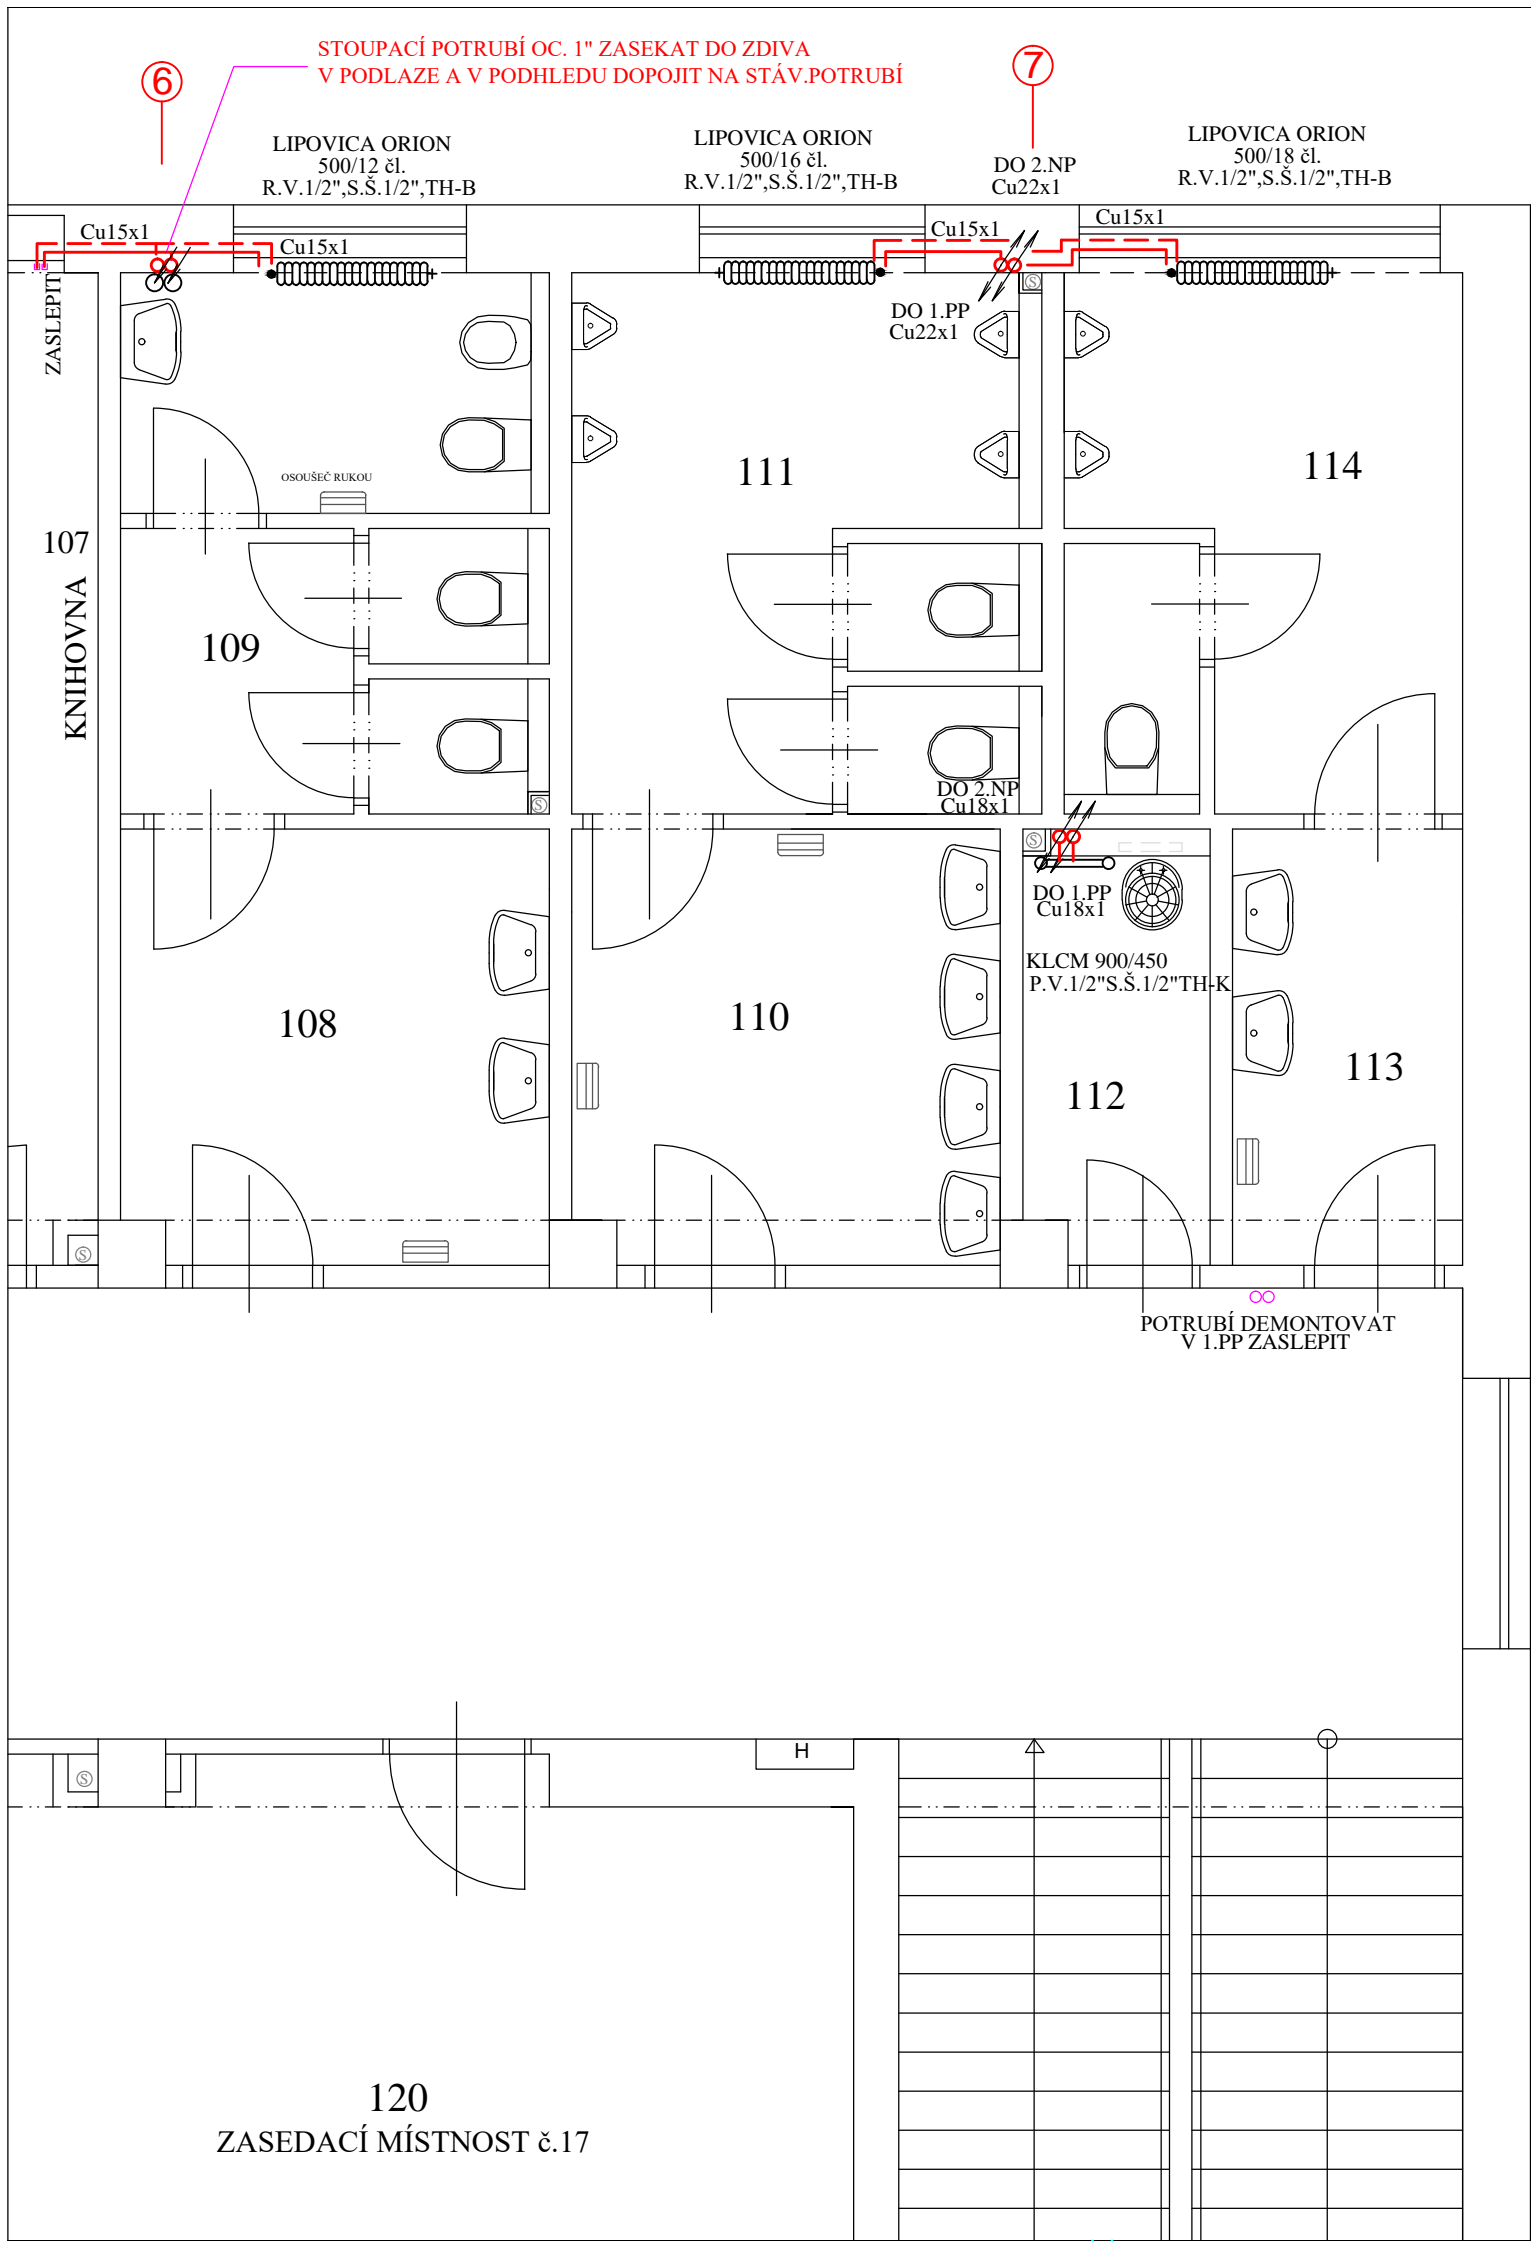 STOUPACÍ POTRUBÍ OC. 1" ZASEKAT DO ZDIVA
V PODLAZE A V PODHLEDU DOPOJIT NA STÁV.POTRUBÍ
6
7
LIPOVICA ORION
500/12 čl.
R.V.1/2",S.Š.1/2",TH-B
LIPOVICA ORION
500/16 čl.
R.V.1/2",S.Š.1/2",TH-B
DO 2.NP
Cu22x1
LIPOVICA ORION
500/18 čl.
R.V.1/2",S.Š.1/2",TH-B
Cu15x1
Cu15x1
Cu15x1
Cu15x1
ZASLEPIT
S
DO 1.PP
Cu22x1
OSOUŠEČ RUKOU
111
114
107
KNIHOVNA
109
S
DO 2.NP
Cu18x1
S
DO 1.PP
Cu18x1
KLCM 900/450
P.V.1/2"S.Š.1/2"TH-K
108
110
112
113
S
POTRUBÍ DEMONTOVAT
V 1.PP ZASLEPIT
H
S
120
ZASEDACÍ MÍSTNOST č.17